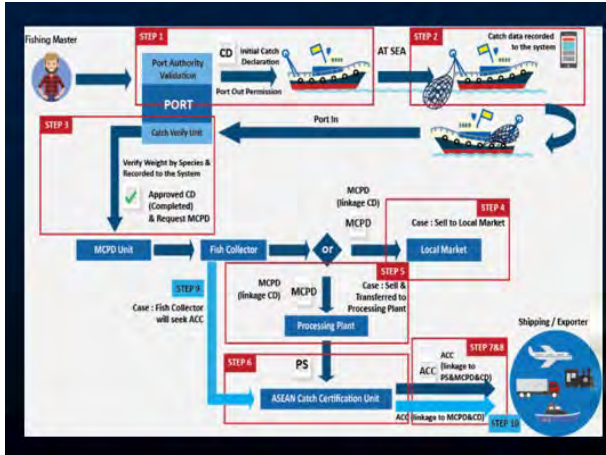 Fishing Master
STEP 1
Port Authority
Validation
PORT
Catch Verify Unit
CD
Initial Catch
Declaration
Port Out Permission
AT SEA
STEP 2
Catch data recorded
to the system
Port In
STEP 3
Verify Weight by Species &
Recorded to the System
Approved CD
(Completed)
& Request MCPD
MCPD Unit
Fish Collector
or
MCPD
(linkage CD)
MCPD
STEP 4
Case : Sell to Local Market
Local Market
STEP 9
Case : Fish Collector
will seek ACC
STEP 5
MCPD
(linkage CD)
MCPD
Case : Sell &
Transferred to
Processing Plant
Processing Plant
STEP 6
PS
ASEAN Catch Certification Unit
STEP 7&8
ACC
ACC
(linkage to
PS&MCPD&CD)
ACC (linkage to MCPD&CD)
STEP 10
Shipping / Exporter